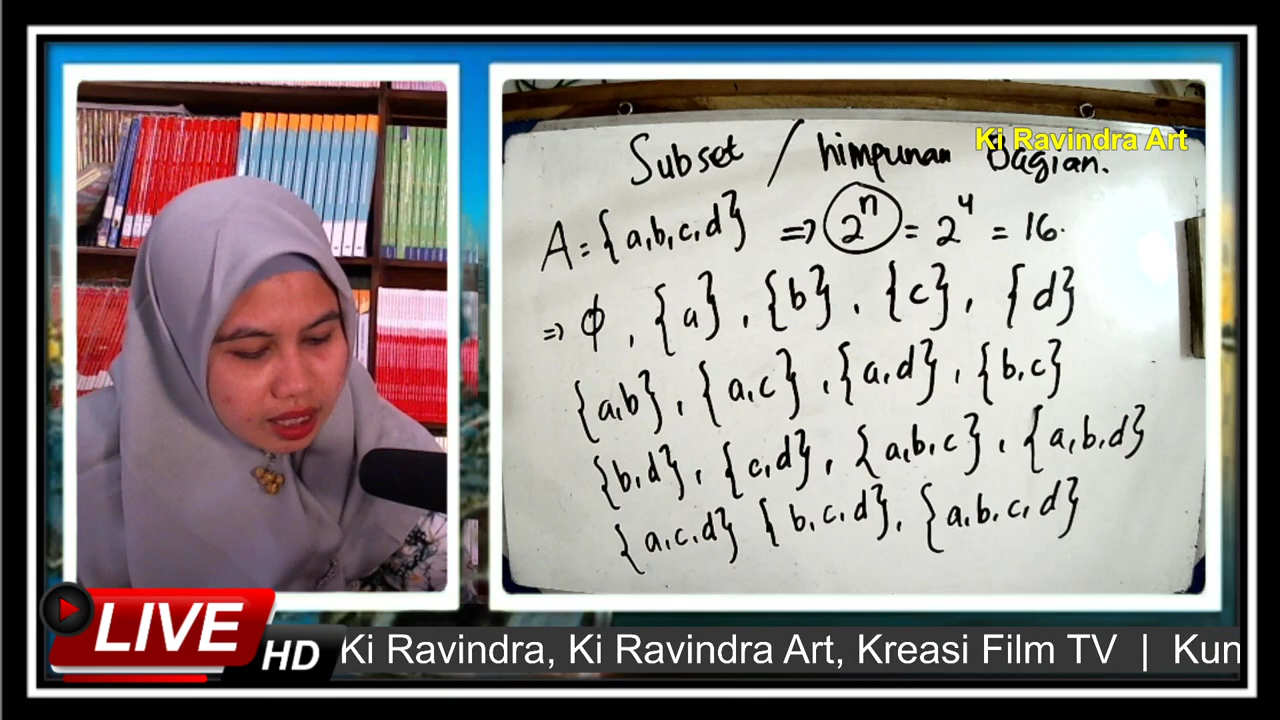 Ki Ravindra Art
Subset / himpunan Bagian.
A = {a,b,c,d} => 2ⁿ = 2⁴ = 16.
=> φ, {a}, {b}, {c}, {d}
{a,b}, {a,c}, {a,d}, {b,c}
{b,d}, {c,d}, {a,b,c}, {a,b,d}
{a,c,d} {b,c,d}, {a,b,c,d}
LIVE
HD
Ki Ravindra, Ki Ravindra Art, Kreasi Film TV | Kun